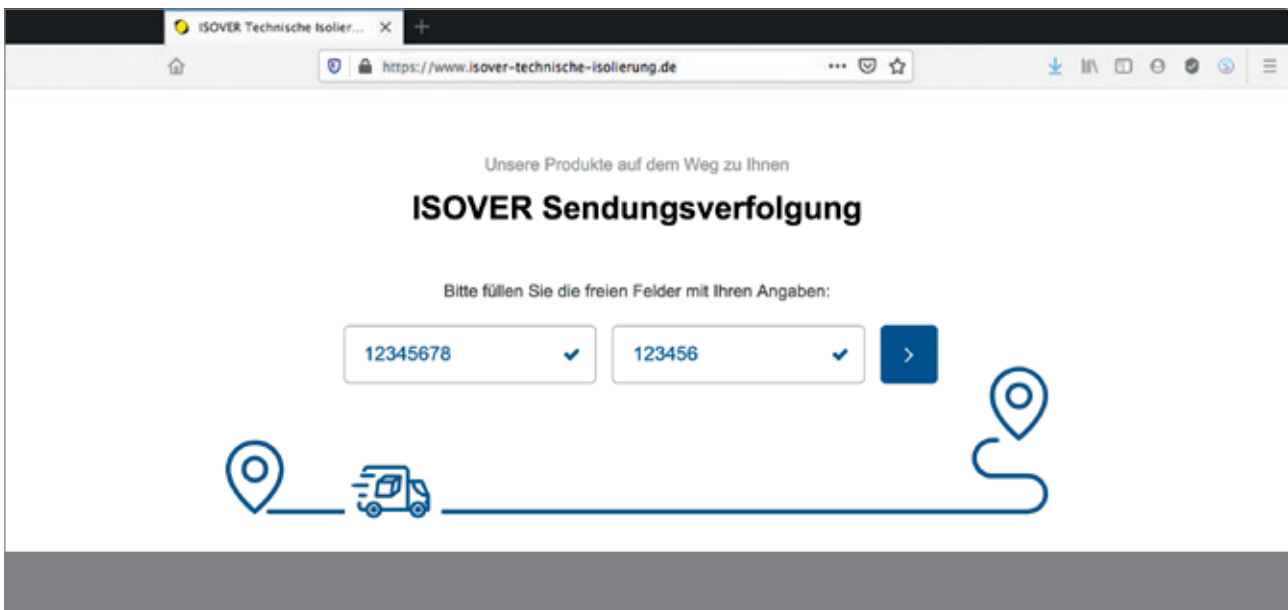 ISOVER Technische Isolier...
https://www.isover-technische-isolierung.de
Unsere Produkte auf dem Weg zu Ihnen
ISOVER Sendungsverfolgung
Bitte füllen Sie die freien Felder mit Ihren Angaben:
12345678 123456